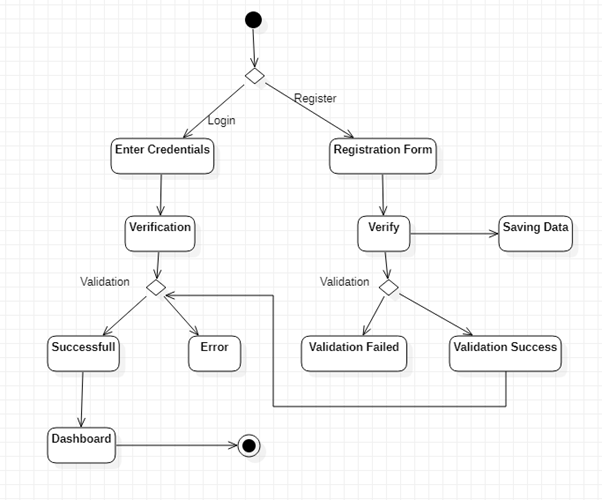 Register
Login
Enter Credentials
Registration Form
Verification
Verify
Saving Data
Validation
Validation
Successfull
Error
Validation Failed
Validation Success
Dashboard